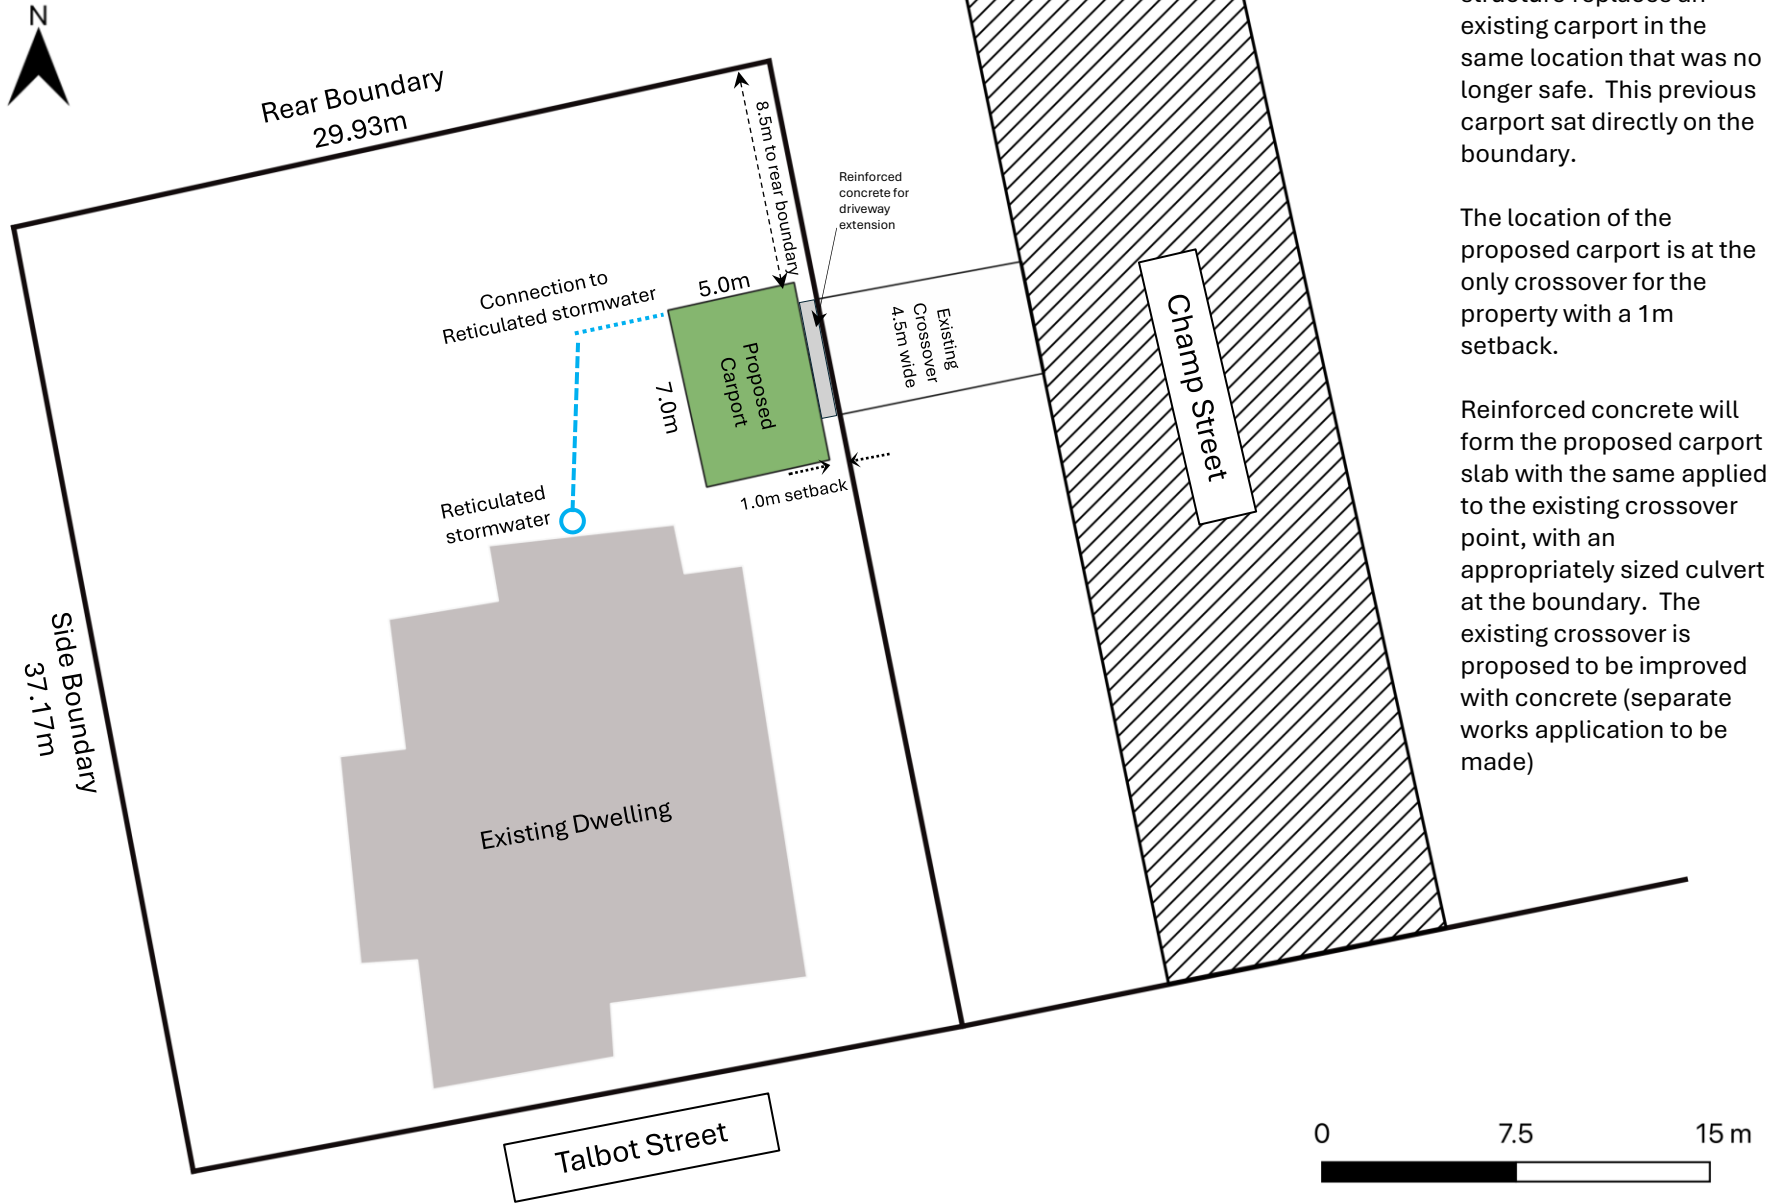 N
Rear Boundary
29.93m
8.5m to rear boundary
Reinforced
concrete for
driveway
extension
Connection to
Reticulated stormwater
5.0m
7.0m
Proposed
Carport
Existing
Crossover
4.5m wide
1.0m setback
Reticulated
stormwater
Side Boundary
37.17m
Existing Dwelling
Champ Street
Talbot Street
structure replaces an
existing carport in the
same location that was no
longer safe. This previous
carport sat directly on the
boundary.
The location of the
proposed carport is at the
only crossover for the
property with a 1m
setback.
Reinforced concrete will
form the proposed carport
slab with the same applied
to the existing crossover
point, with an
appropriately sized culvert
at the boundary. The
existing crossover is
proposed to be improved
with concrete (separate
works application to be
made)
0 7.5 15 m